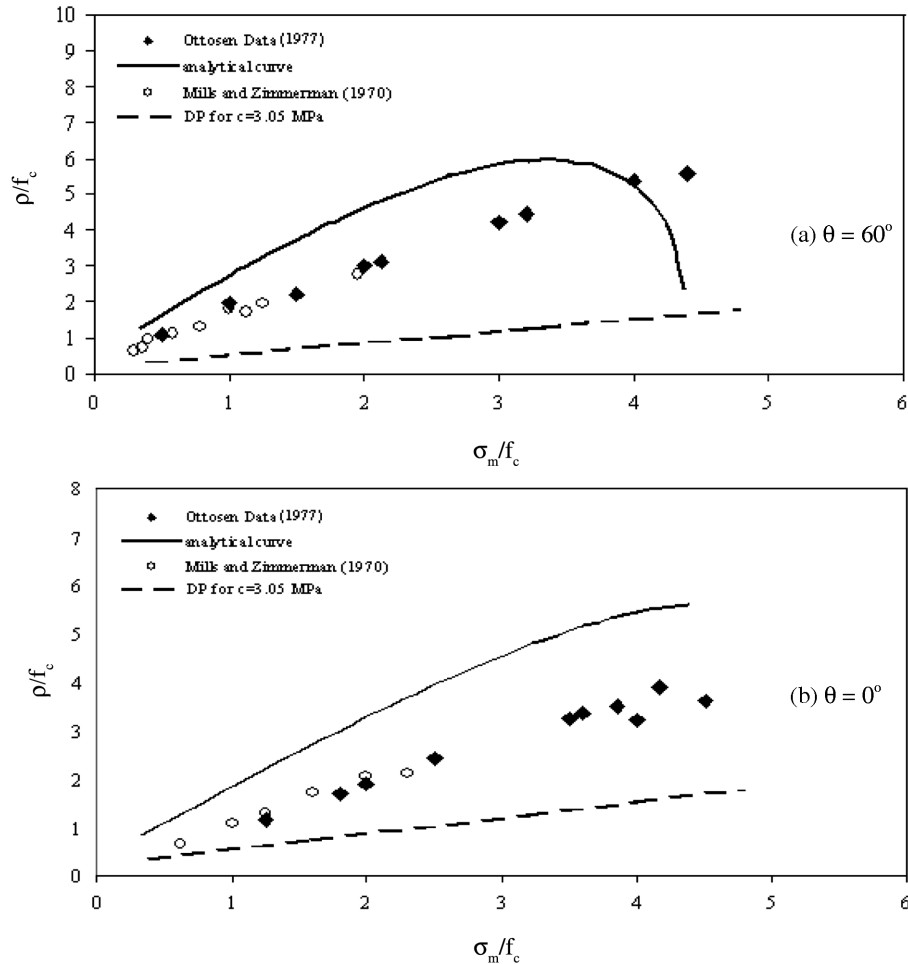 10
9
8
7
6
5
4
3
2
1
0
ρ/f_c
Ottosen Data (1977)
analytical curve
Mills and Zimmerman (1970)
DP for c=3.05 MPa
(a) θ = 60°
0 1 2 3 4 5 6
σ_m/f_c
8
7
6
5
4
3
2
1
0
ρ/f_c
Ottosen Data (1977)
analytical curve
Mills and Zimmerman (1970)
DP for c=3.05 MPa
(b) θ = 0°
0 1 2 3 4 5 6
σ_m/f_c